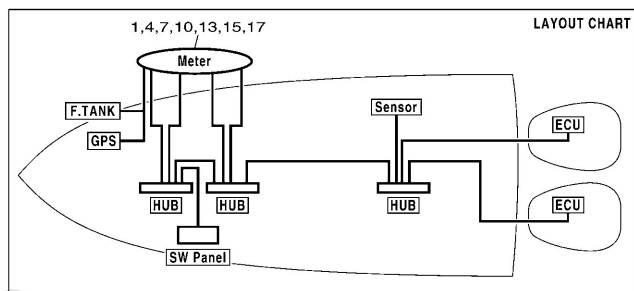 LAYOUT CHART
1,4,7,10,13,15,17
Meter
F.TANK
GPS
Sensor
ECU
HUB
HUB
HUB
ECU
SW Panel